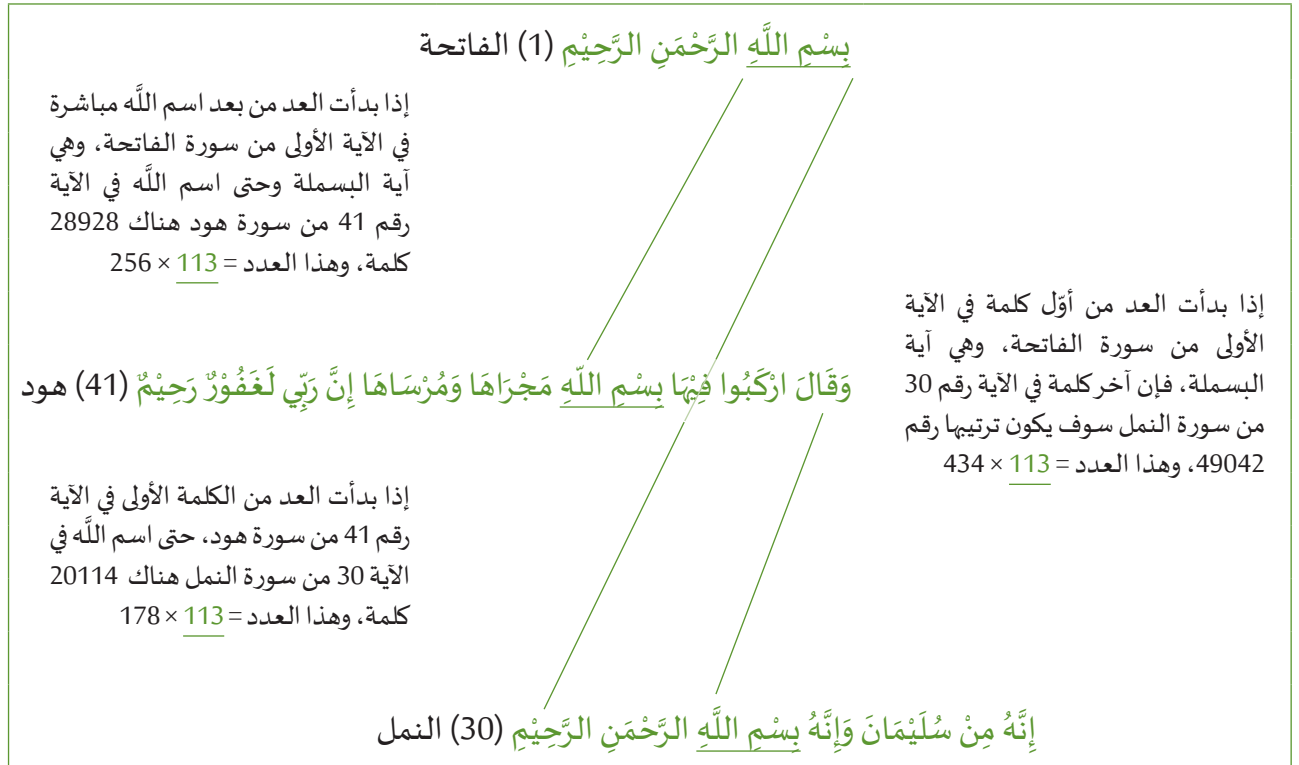 بِسْمِ اللَّهِ الرَّحْمَنِ الرَّحِيْمِ (1) الفاتحة
إذا بدأت العد من بعد اسم اللَّه مباشرة
في الآية الأولى من سورة الفاتحة، وهي
آية البسملة وحتى اسم اللَّه في الآية
رقم 41 من سورة هود هناك 28928
كلمة، وهذا العدد = 113 × 256
إذا بدأت العد من أوّل كلمة في الآية
الأولى من سورة الفاتحة، وهي آية
البسملة، فإن آخر كلمة في الآية رقم 30
من سورة النمل سوف يكون ترتيبها رقم
49042، وهذا العدد = 113 × 434
وَقَالَ ارْكَبُوا فِيْهَا بِسْمِ اللّهِ مَجْرَاهَا وَمُرْسَاهَا إِنَّ رَبِّي لَغَفُوْرٌ رَحِيْمٌ (41) هود
إذا بدأت العد من الكلمة الأولى في الآية
رقم 41 من سورة هود، حتى اسم اللَّه في
الآية 30 من سورة النمل هناك 20114
كلمة، وهذا العدد = 113 × 178
إِنَّهُ مِنْ سُلَيْمَانَ وَإِنَّهُ بِسْمِ اللَّهِ الرَّحْمَنِ الرَّحِيْمِ (30) النمل